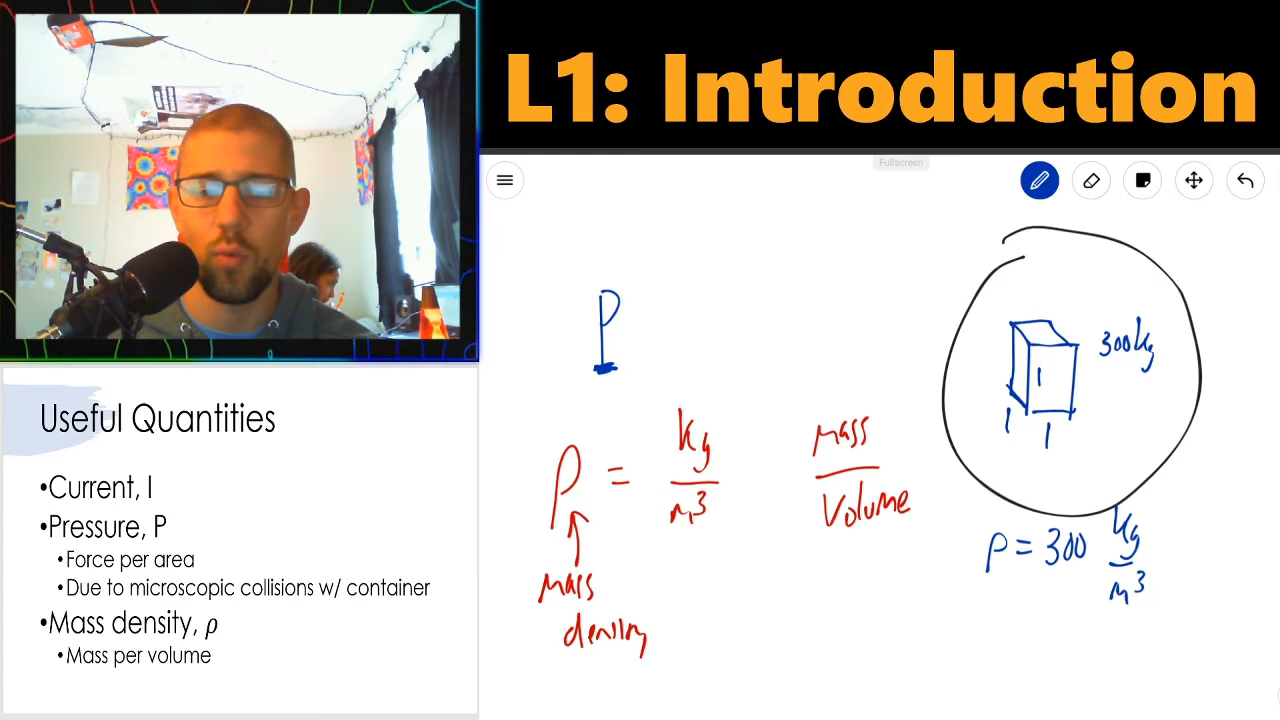 L1: Introduction
Fullscreen
P
300kg
1
1
1
ρ = kg/m³
mass
Volume
mass
density
ρ = 300 kg/m³
Useful Quantities
•Current, I
•Pressure, P
•Force per area
•Due to microscopic collisions w/ container
•Mass density, ρ
•Mass per volume